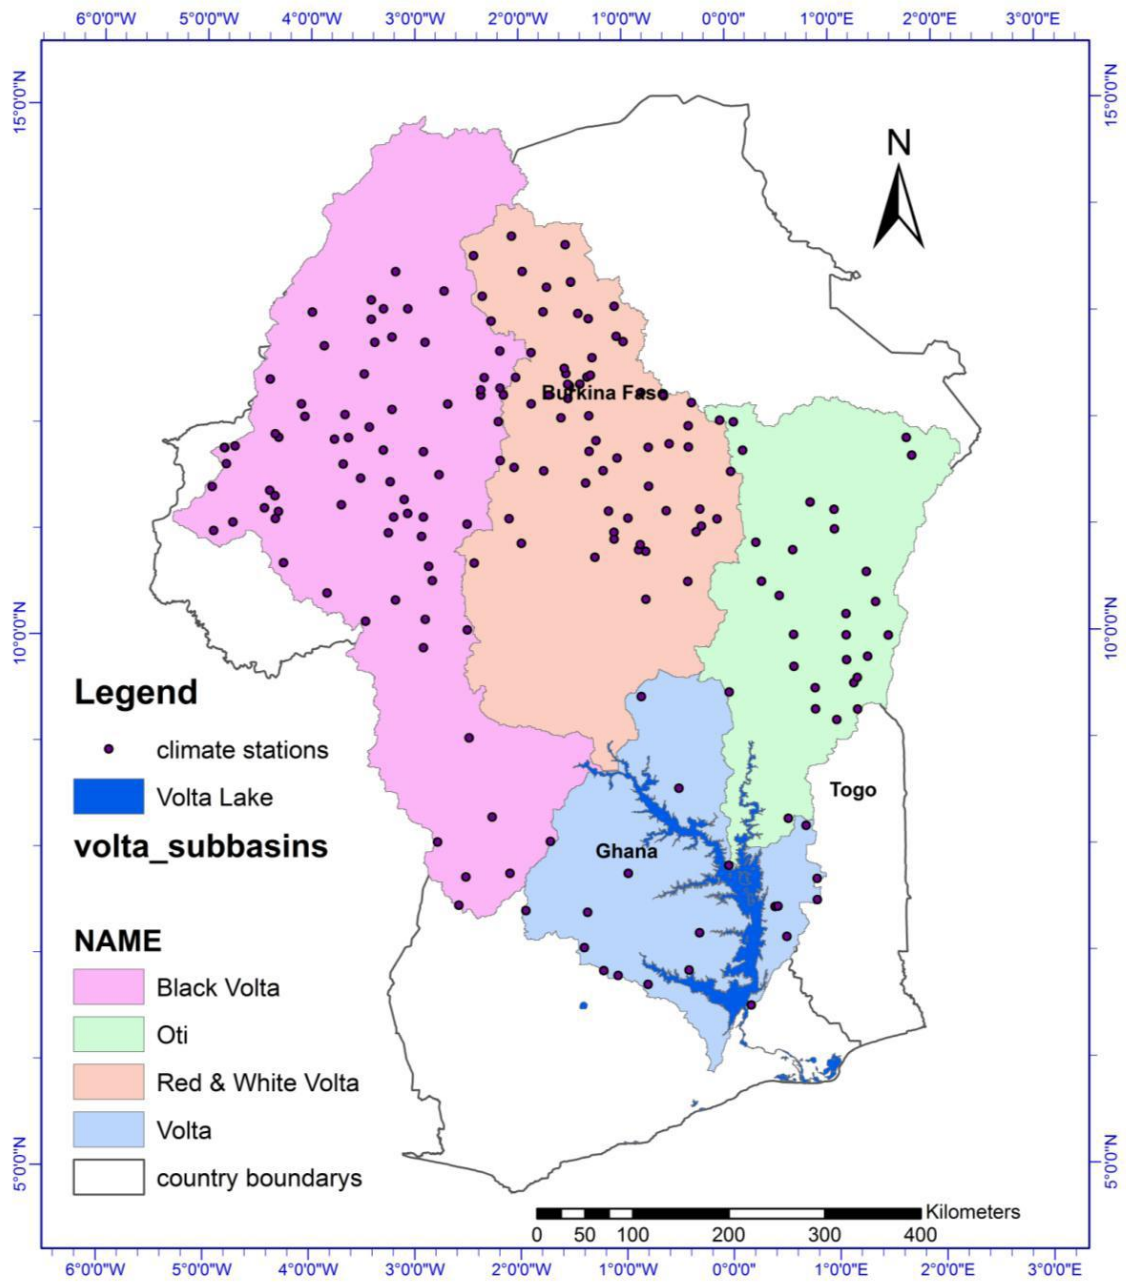 6°0'0"W 5°0'0"W 4°0'0"W 3°0'0"W 2°0'0"W 1°0'0"W 0°0'0" 1°0'0"E 2°0'0"E 3°0'0"E
15°0'0"N 15°0'0"N
N
Burkina Faso
10°0'0"N 10°0'0"N
Legend
climate stations
Volta Lake
Togo
volta_subbasins
Ghana
NAME
Black Volta
Oti
Red & White Volta
Volta
country boundarys
5°0'0"N 5°0'0"N
Kilometers
0 50 100 200 300 400
6°0'0"W 5°0'0"W 4°0'0"W 3°0'0"W 2°0'0"W 1°0'0"W 0°0'0" 1°0'0"E 2°0'0"E 3°0'0"E